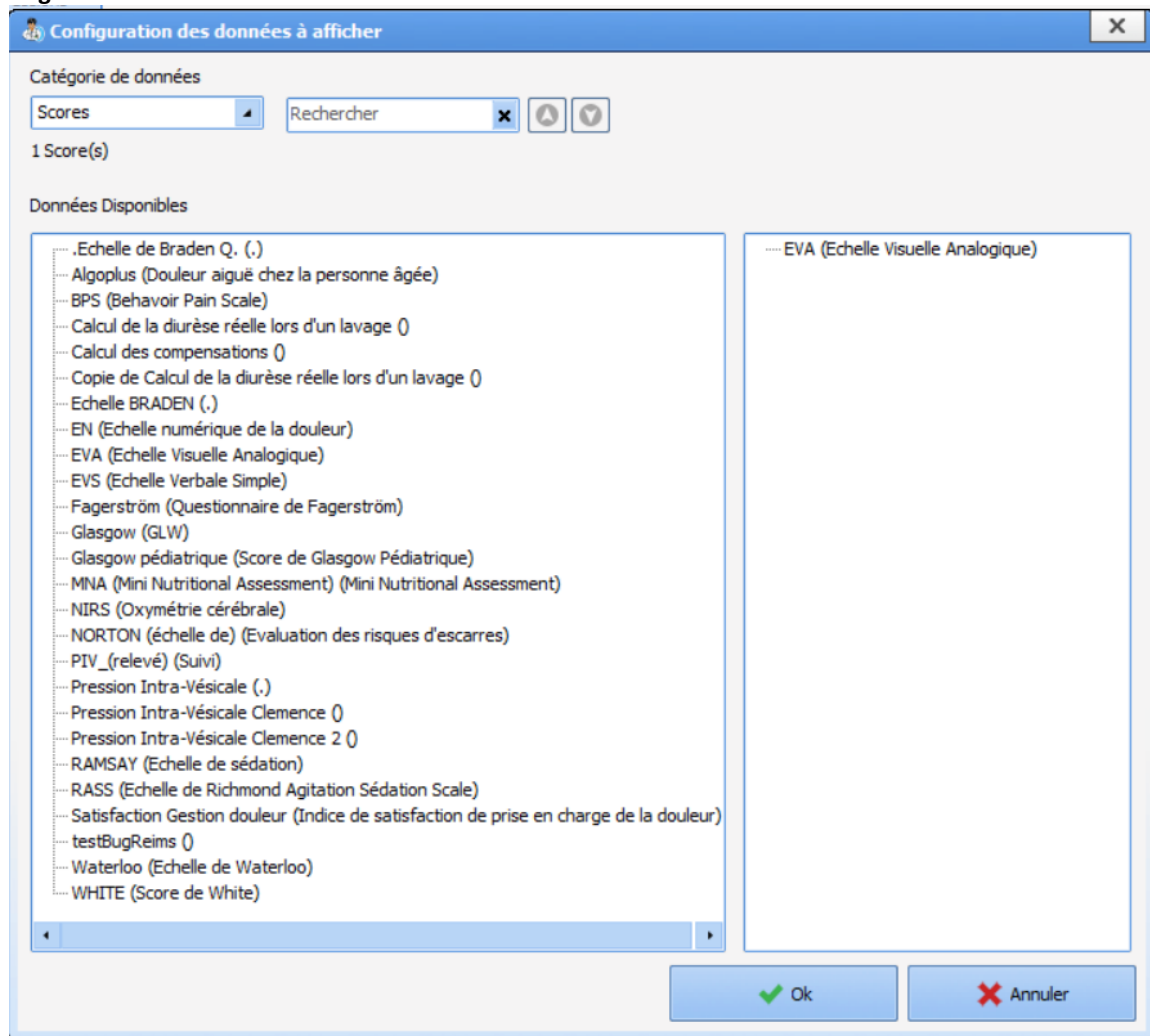 Configuration des données à afficher
Catégorie de données
Scores
Rechercher
1 Score(s)
Données Disponibles
.Echelle de Braden Q. (.)
Algoplus (Douleur aiguë chez la personne âgée)
BPS (Behavoir Pain Scale)
Calcul de la diurèse réelle lors d'un lavage ()
Calcul des compensations ()
Copie de Calcul de la diurèse réelle lors d'un lavage ()
Echelle BRADEN (.)
EN (Echelle numérique de la douleur)
EVA (Echelle Visuelle Analogique)
EVS (Echelle Verbale Simple)
Fagerström (Questionnaire de Fagerström)
Glasgow (GLW)
Glasgow pédiatrique (Score de Glasgow Pédiatrique)
MNA (Mini Nutritional Assessment) (Mini Nutritional Assessment)
NIRS (Oxymétrie cérébrale)
NORTON (échelle de) (Evaluation des risques d'escarres)
PIV_(relevé) (Suivi)
Pression Intra-Vésicale (.)
Pression Intra-Vésicale Clemence ()
Pression Intra-Vésicale Clemence 2 ()
RAMSAY (Echelle de sédation)
RASS (Echelle de Richmond Agitation Sédation Scale)
Satisfaction Gestion douleur (Indice de satisfaction de prise en charge de la douleur)
testBugReims ()
Waterloo (Echelle de Waterloo)
WHITE (Score de White)
EVA (Echelle Visuelle Analogique)
Ok
Annuler